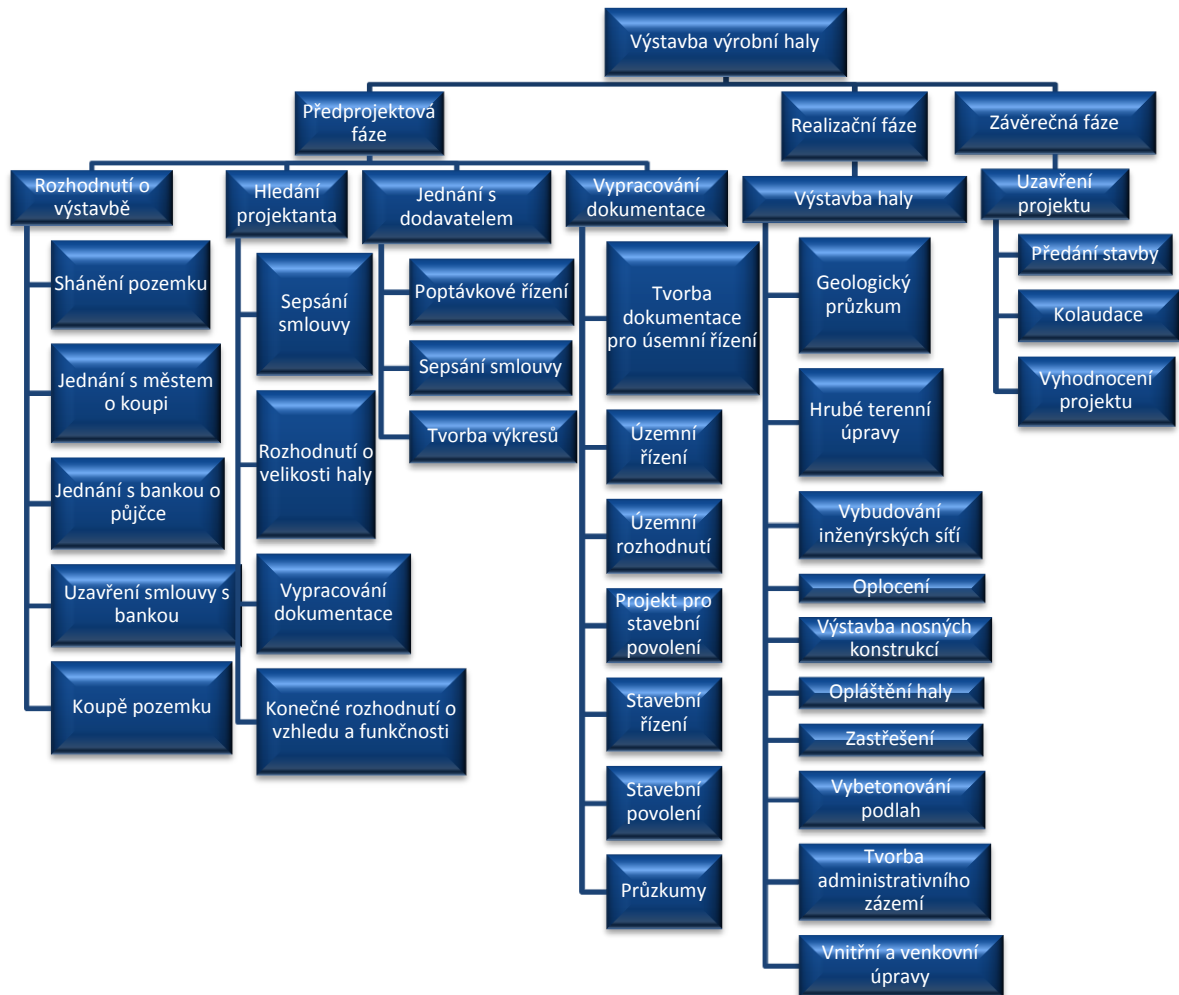 Výstavba výrobní haly
Předprojektová
fáze
Realizační fáze
Závěrečná fáze
Rozhodnutí o
výstavbě
Shánění pozemku
Jednání s městem
o koupi
Jednání s bankou o
půjčce
Uzavření smlouvy s
bankou
Koupě pozemku
Hledání
projektanta
Sepsání
smlouvy
Rozhodnutí o
velikosti haly
Vypracování
dokumentace
Konečné rozhodnutí o
vzhledu a funkčnosti
Jednání s
dodavatelem
Poptávkové řízení
Sepsání smlouvy
Tvorba výkresů
Vypracování
dokumentace
Tvorba
dokumentace
pro úsemní řízení
Územní
řízení
Územní
rozhodnutí
Projekt pro
stavební
povolení
Stavební
řízení
Stavební
povolení
Průzkumy
Výstavba haly
Geologický
průzkum
Hrubé terenní
úpravy
Vybudování
inženýrských síťí
Oplocení
Výstavba nosných
konstrukcí
Opláštění haly
Zastřešení
Vybetonování
podlah
Tvorba
administrativního
zázemí
Vnitřní a venkovní
úpravy
Uzavření
projektu
Předání stavby
Kolaudace
Vyhodnocení
projektu